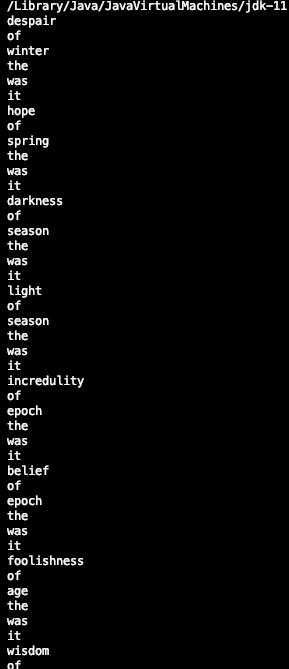 /Library/Java/JavaVirtualMachines/jdk-11
despair
of
winter
the
was
it
hope
of
spring
the
was
it
darkness
of
season
the
was
it
light
of
season
the
was
it
incredulity
of
epoch
the
was
it
belief
of
epoch
the
was
it
foolishness
of
age
the
was
it
wisdom
of